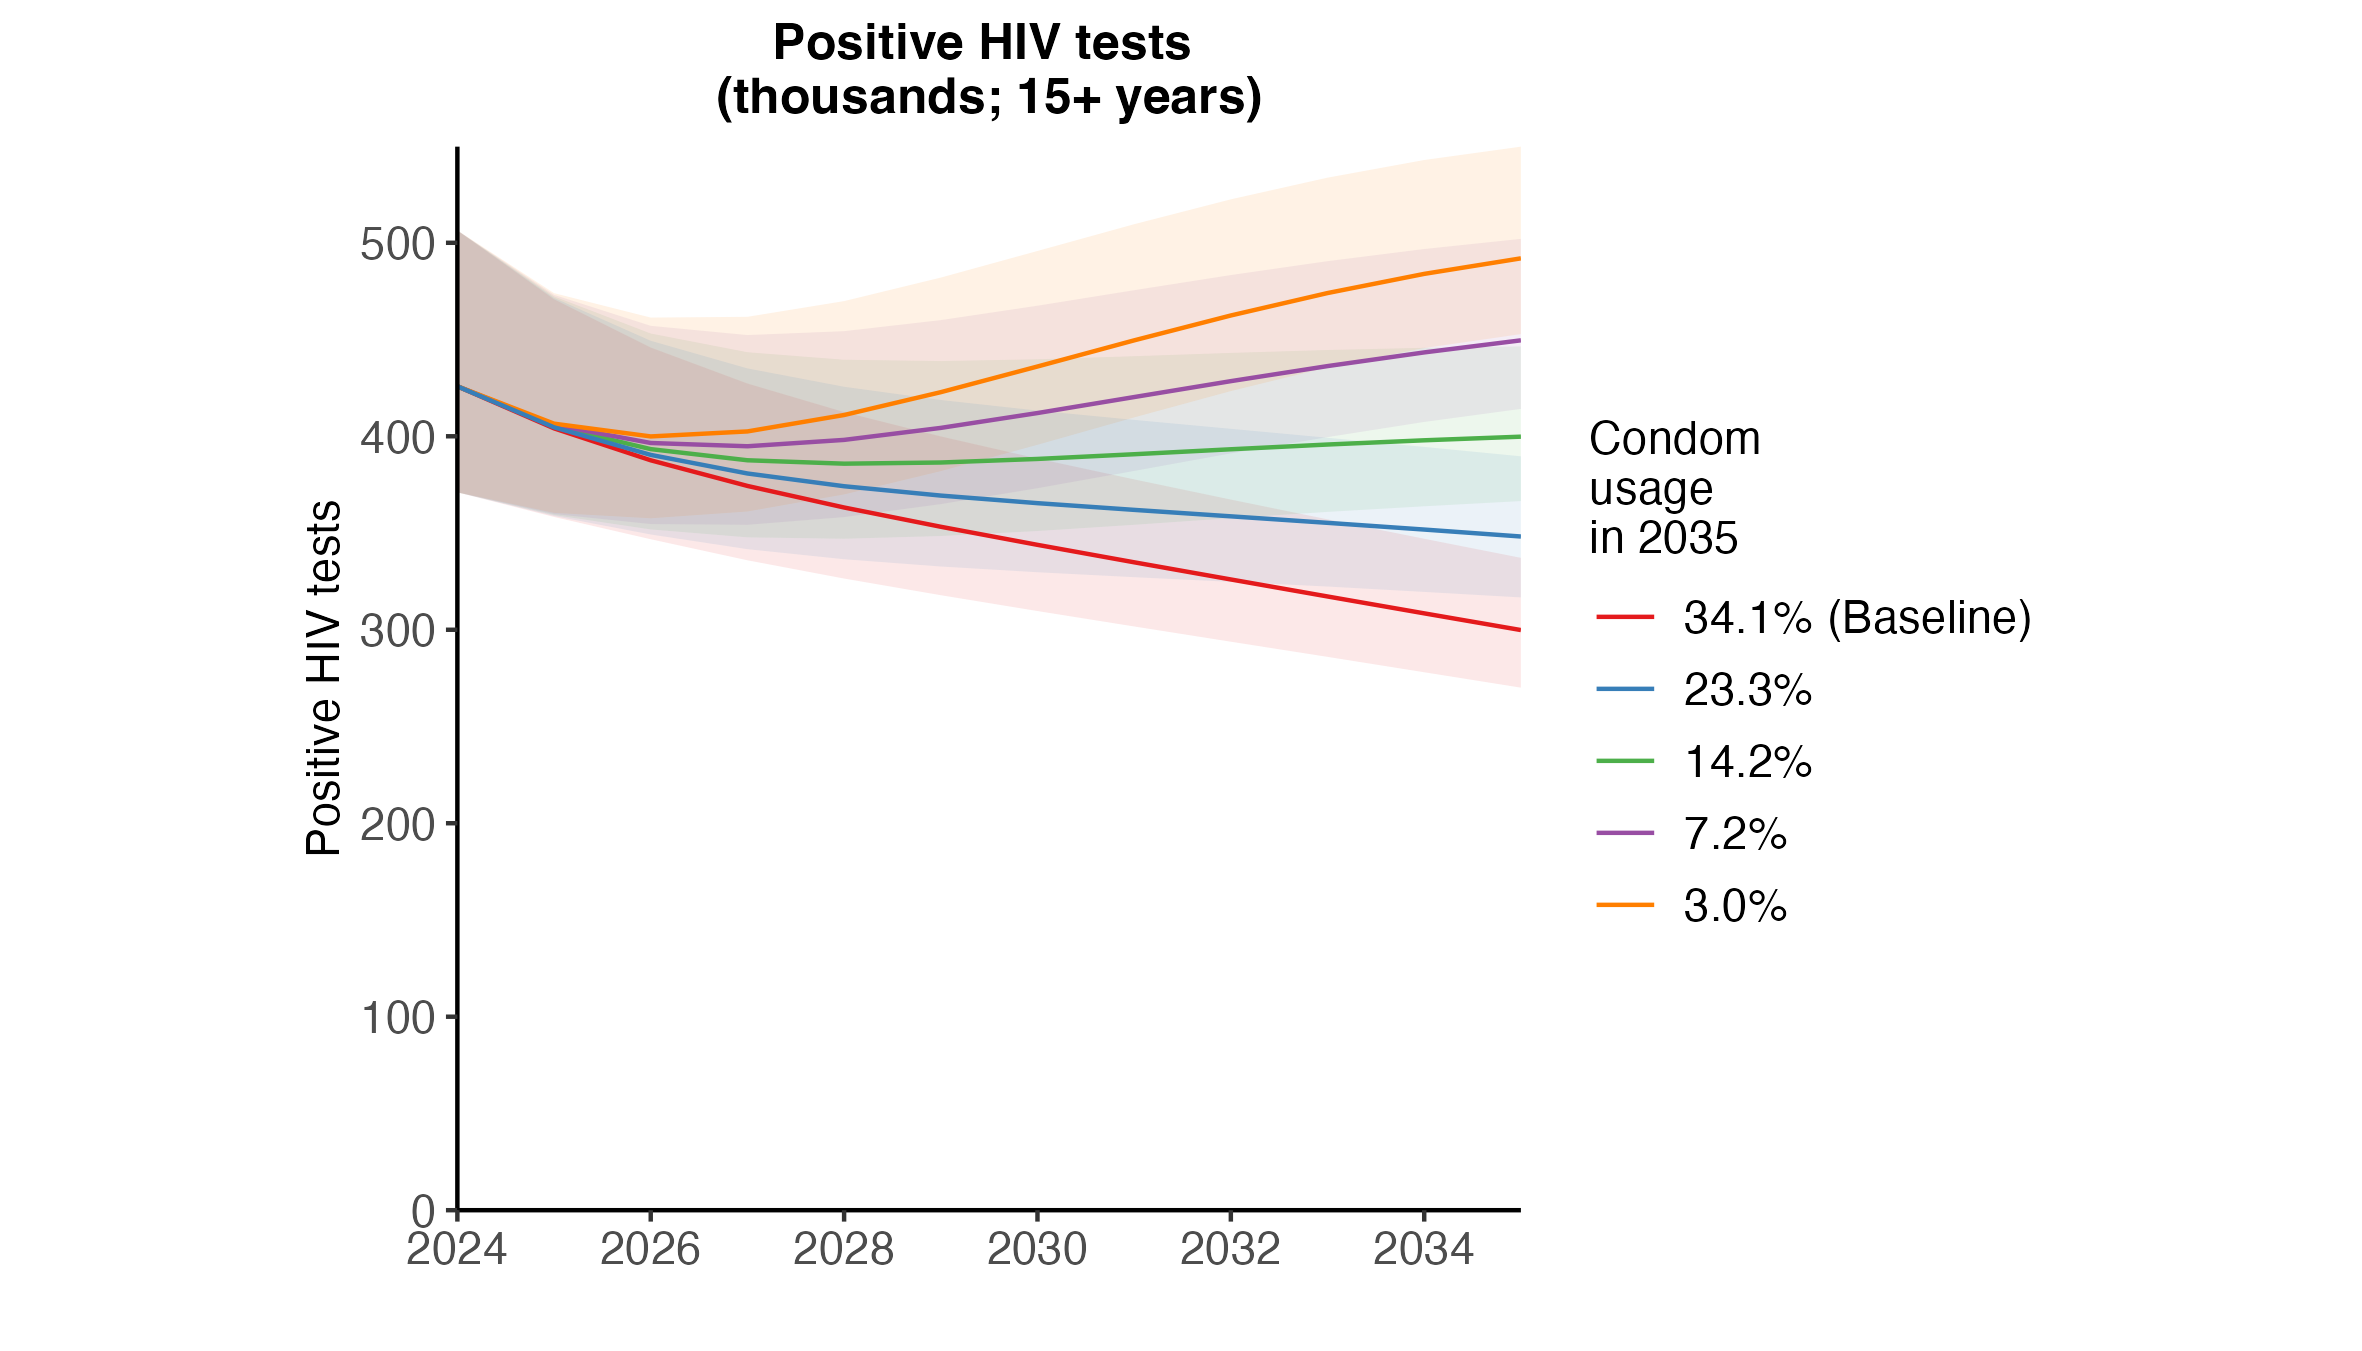 Positive HIV tests
(thousands; 15+ years)
Positive HIV tests
500
400
300
200
100
0
2024
2026
2028
2030
2032
2034
Condom
usage
in 2035
34.1% (Baseline)
23.3%
14.2%
7.2%
3.0%